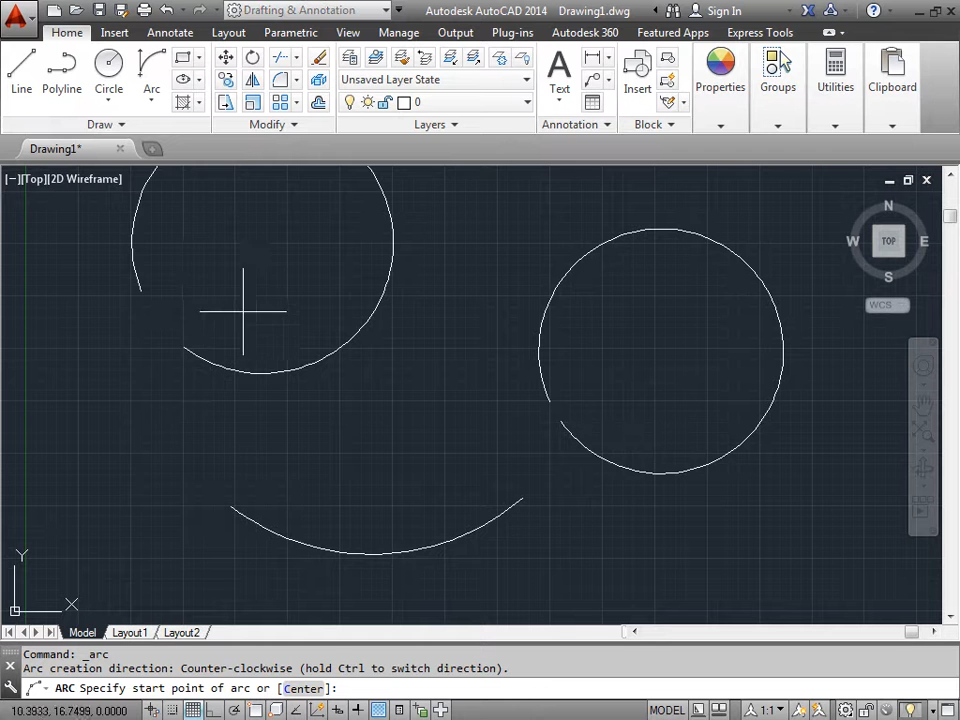 Drafting & Annotation
Autodesk AutoCAD 2014 Drawing1.dwg
Sign In
Home Insert Annotate Layout Parametric View Manage Output Plug-ins Autodesk 360 Featured Apps Express Tools
Unsaved Layer State
0
Line Polyline Circle Arc Text Insert Properties Groups Utilities Clipboard
Draw Modify Layers Annotation Block
Drawing1*
[−][Top][2D Wireframe]
N
W TOP E
S
WCS
Y
X
Model Layout1 Layout2
Command: _arc
Arc creation direction: Counter-clockwise (hold Ctrl to switch direction).
ARC Specify start point of arc or [Center]:
10.3933, 16.7499, 0.0000 MODEL 1:1